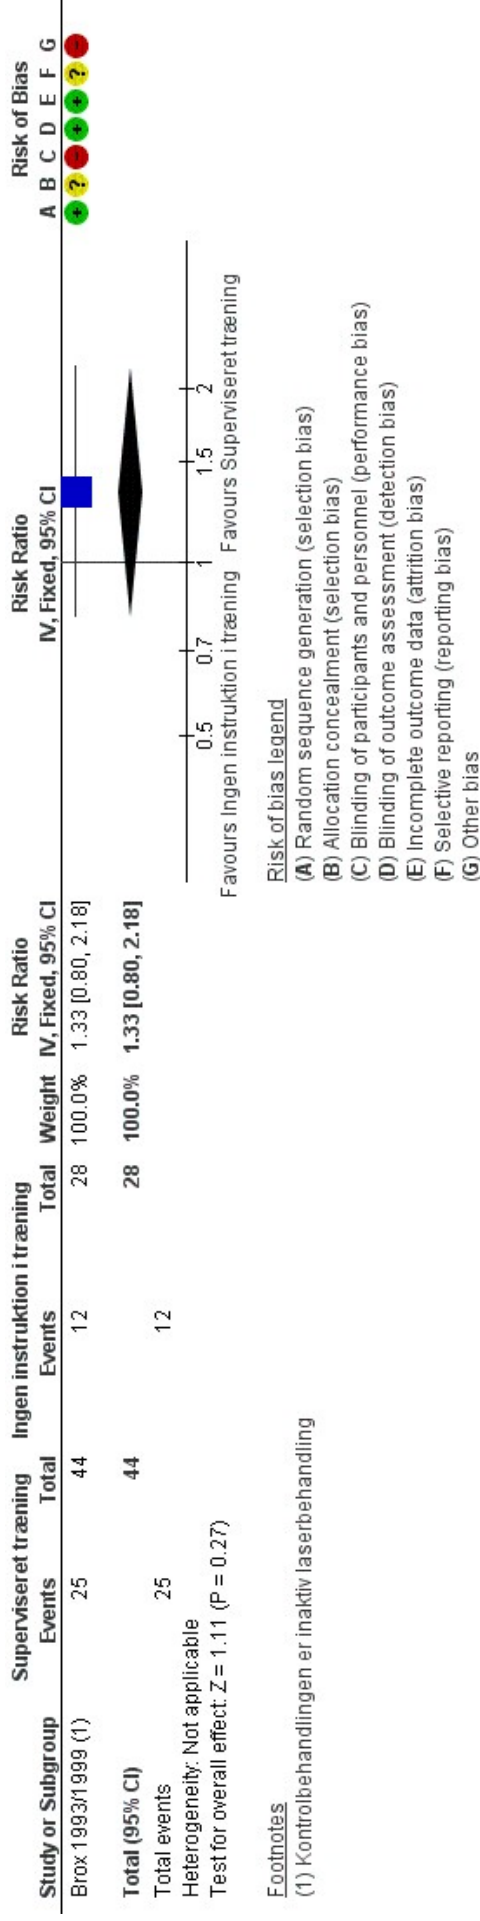 Superviseret træning Ingen instruktion i træning Risk Ratio Risk Ratio Risk of Bias
Study or Subgroup Events Total Events Total Weight IV, Fixed, 95% CI IV, Fixed, 95% CI A B C D E F G
Brox 1993/1999 (1) 25 44 12 28 100.0% 1.33 [0.80, 2.18] + ? - + + ? -
Total (95% CI) 44 28 100.0% 1.33 [0.80, 2.18]
Total events 25 12
Heterogeneity: Not applicable
Test for overall effect: Z = 1.11 (P = 0.27)
0.5 0.7 1 1.5 2
Favours Ingen instruktion i træning Favours Superviseret træning
Footnotes
(1) Kontrolbehandlingen er inaktiv laserbehandling
Risk of bias legend
(A) Random sequence generation (selection bias)
(B) Allocation concealment (selection bias)
(C) Blinding of participants and personnel (performance bias)
(D) Blinding of outcome assessment (detection bias)
(E) Incomplete outcome data (attrition bias)
(F) Selective reporting (reporting bias)
(G) Other bias